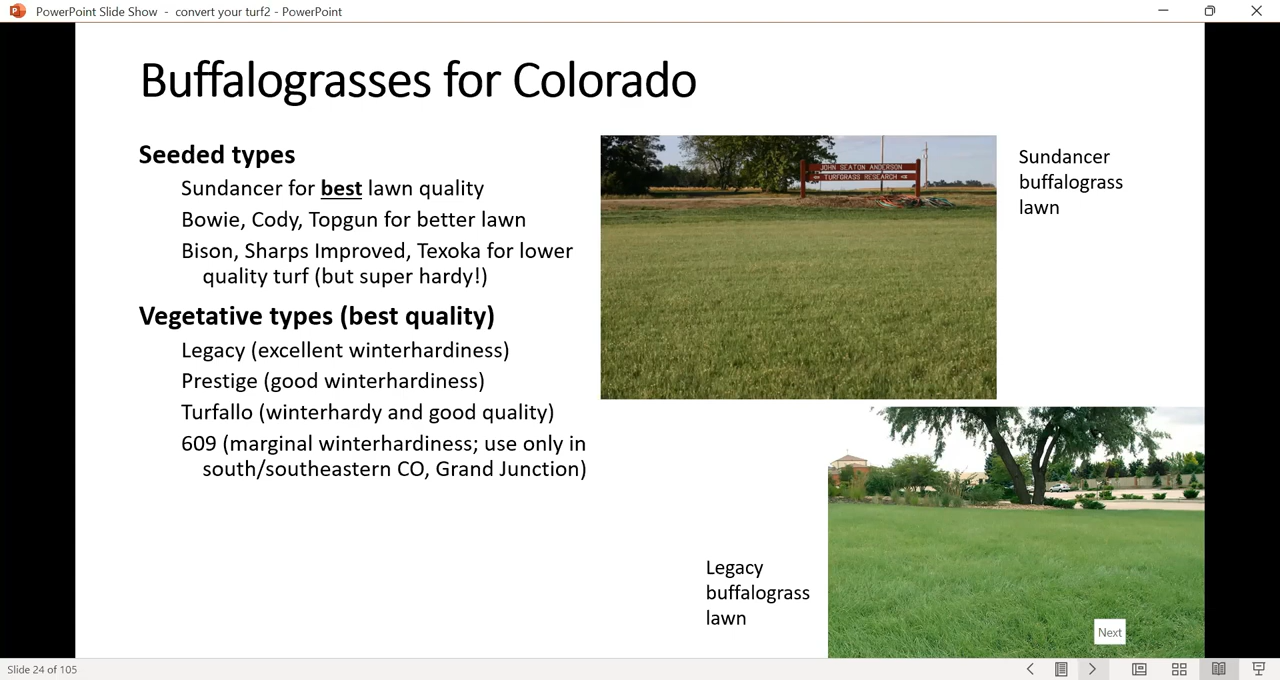 PowerPoint Slide Show - convert your turf2 - PowerPoint
Buffalograsses for Colorado
Seeded types
Sundancer for best lawn quality
Bowie, Cody, Topgun for better lawn
Bison, Sharps Improved, Texoka for lower
quality turf (but super hardy!)
Vegetative types (best quality)
Legacy (excellent winterhardiness)
Prestige (good winterhardiness)
Turfallo (winterhardy and good quality)
609 (marginal winterhardiness; use only in
south/southeastern CO, Grand Junction)
JOHN SEATON ANDERSON
TURFGRASS RESEARCH
Sundancer
buffalograss
lawn
Legacy
buffalograss
lawn
Next
Slide 24 of 105